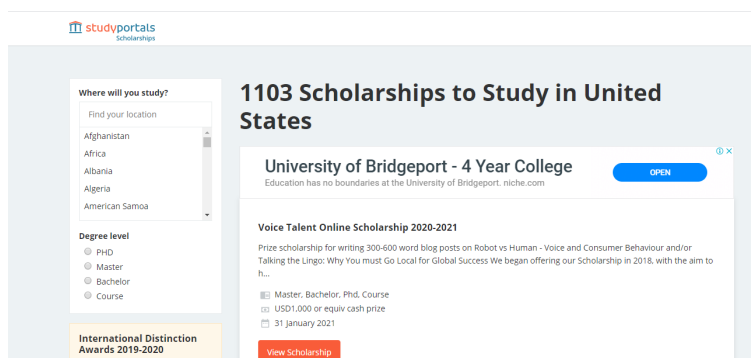 studyportals
Scholarships
Where will you study?
Find your location
Afghanistan
Africa
Albania
Algeria
American Samoa
Degree level
PHD
Master
Bachelor
Course
International Distinction
Awards 2019-2020
1103 Scholarships to Study in United
States
University of Bridgeport - 4 Year College
Education has no boundaries at the University of Bridgeport. niche.com
OPEN
Voice Talent Online Scholarship 2020-2021
Prize scholarship for writing 300-600 word blog posts on Robot vs Human - Voice and Consumer Behaviour and/or
Talking the Lingo: Why You must Go Local for Global Success We began offering our Scholarship in 2018, with the aim to
h...
Master, Bachelor, Phd, Course
USD1,000 or equiv cash prize
31 January 2021
View Scholarship